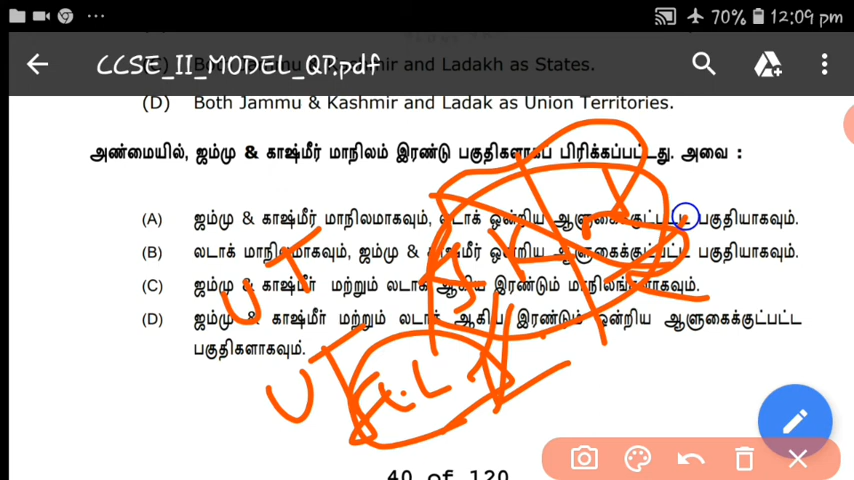 70% 12:09 pm
CCSE_II_MODEL_QP.pdf
Both Jammu & Kashmir and Ladakh as States.
(D) Both Jammu & Kashmir and Ladak as Union Territories.
அண்மையில், ஜம்மு & காஷ்மீர் மாநிலம் இரண்டு பகுதிகளாகப் பிரிக்கப்பட்டது. அவை :
(A) ஜம்மு & காஷ்மீர் மாநிலமாகவும், லடாக் ஒன்றிய ஆளுகைக்குட்பட்ட பகுதியாகவும்.
(B) லடாக் மாநிலமாகவும், ஜம்மு & காஷ்மீர் ஒன்றிய ஆளுகைக்குட்பட்ட பகுதியாகவும்.
(C) ஜம்மு & காஷ்மீர் மற்றும் லடாக் ஆகிய இரண்டும் மாநிலங்களாகவும்.
UT
(D) ஜம்மு & காஷ்மீர் மற்றும் லடாக் ஆகிய இரண்டும் ஒன்றிய ஆளுகைக்குட்பட்ட
பகுதிகளாகவும்.
UT
40 of 120